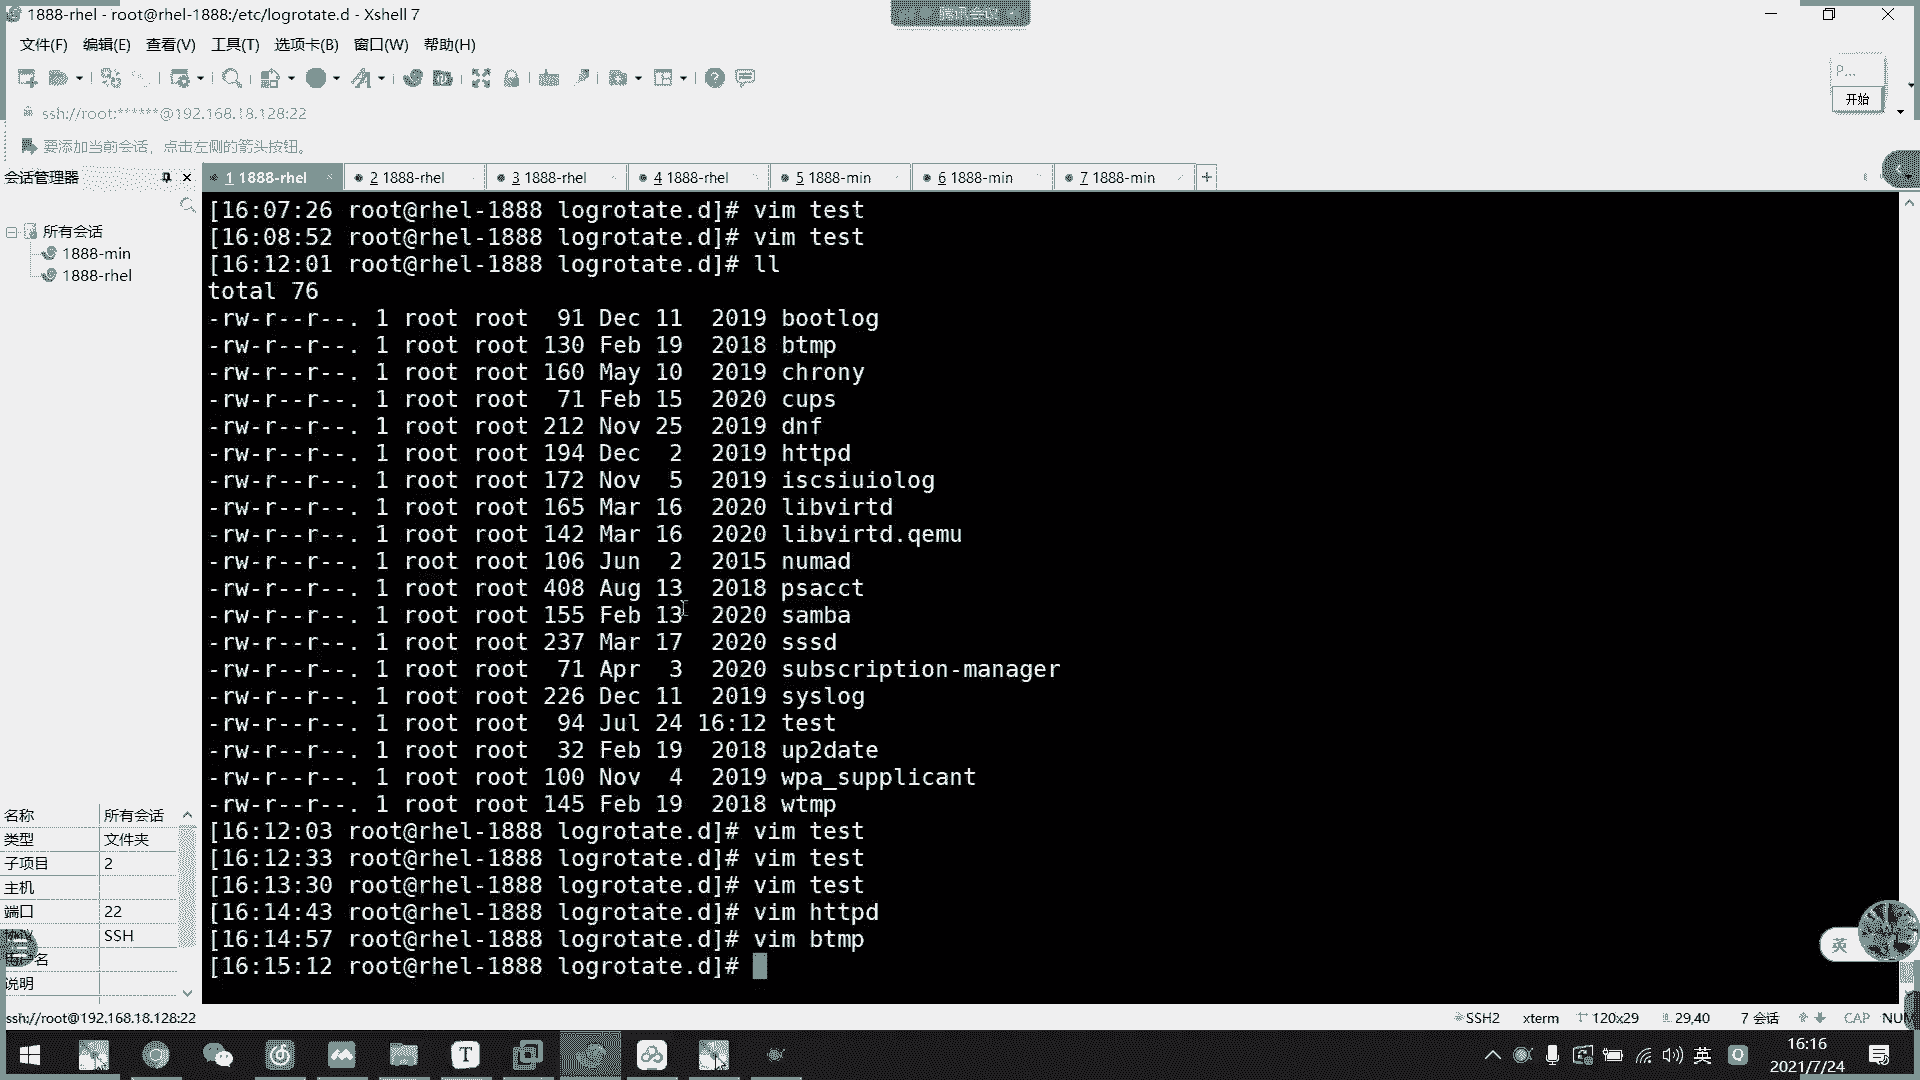 1888-rhel - root@rhel-1888:/etc/logrotate.d - Xshell 7
腾讯会议
文件(F) 编辑(E) 查看(V) 工具(T) 选项卡(B) 窗口(W) 帮助(H)
P...
开始
ssh://root:******@192.168.18.128:22
要添加当前会话，点击左侧的箭头按钮。
会话管理器
1 1888-rhel 2 1888-rhel 3 1888-rhel 4 1888-rhel 5 1888-min 6 1888-min 7 1888-min
所有会话
1888-min
1888-rhel
[16:07:26 root@rhel-1888 logrotate.d]# vim test
[16:08:52 root@rhel-1888 logrotate.d]# vim test
[16:12:01 root@rhel-1888 logrotate.d]# ll
total 76
-rw-r--r--. 1 root root  91 Dec 11  2019 bootlog
-rw-r--r--. 1 root root 130 Feb 19  2018 btmp
-rw-r--r--. 1 root root 160 May 10  2019 chrony
-rw-r--r--. 1 root root  71 Feb 15  2020 cups
-rw-r--r--. 1 root root 212 Nov 25  2019 dnf
-rw-r--r--. 1 root root 194 Dec  2  2019 httpd
-rw-r--r--. 1 root root 172 Nov  5  2019 iscsiuiolog
-rw-r--r--. 1 root root 165 Mar 16  2020 libvirtd
-rw-r--r--. 1 root root 142 Mar 16  2020 libvirtd.qemu
-rw-r--r--. 1 root root 106 Jun  2  2015 numad
-rw-r--r--. 1 root root 408 Aug 13  2018 psacct
-rw-r--r--. 1 root root 155 Feb 13  2020 samba
-rw-r--r--. 1 root root 237 Mar 17  2020 sssd
-rw-r--r--. 1 root root  71 Apr  3  2020 subscription-manager
-rw-r--r--. 1 root root 226 Dec 11  2019 syslog
-rw-r--r--. 1 root root  94 Jul 24 16:12 test
-rw-r--r--. 1 root root  32 Feb 19  2018 up2date
-rw-r--r--. 1 root root 100 Nov  4  2019 wpa_supplicant
-rw-r--r--. 1 root root 145 Feb 19  2018 wtmp
[16:12:03 root@rhel-1888 logrotate.d]# vim test
[16:12:33 root@rhel-1888 logrotate.d]# vim test
[16:13:30 root@rhel-1888 logrotate.d]# vim test
[16:14:43 root@rhel-1888 logrotate.d]# vim httpd
[16:14:57 root@rhel-1888 logrotate.d]# vim btmp
[16:15:12 root@rhel-1888 logrotate.d]#
名称 所有会话
类型 文件夹
子项目 2
主机
端口 22
SSH
说明
英
ssh://root@192.168.18.128:22
SSH2 xterm 120x29 29,40 7 会话 CAP NUM
T
英
16:16
2021/7/24